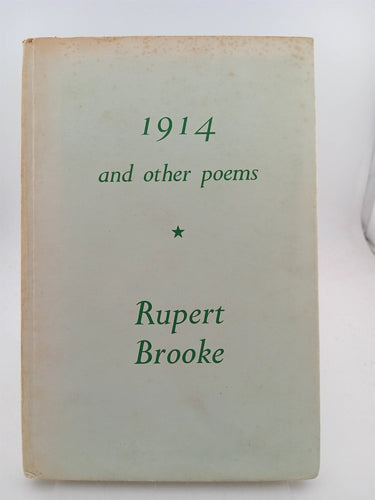 1914
and other poems
★
Rupert
Brooke